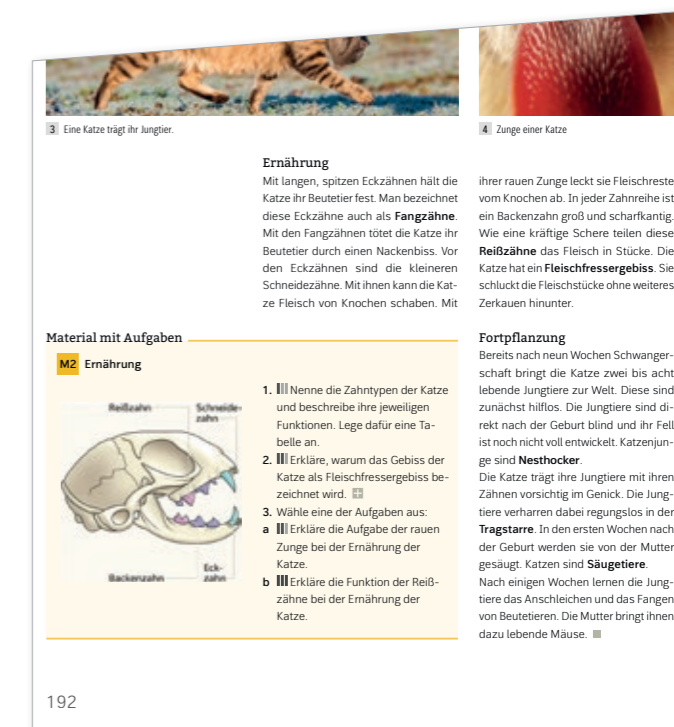 3 Eine Katze trägt ihr Jungtier.
4 Zunge einer Katze
Ernährung
Mit langen, spitzen Eckzähnen hält die
Katze ihr Beutetier fest. Man bezeichnet
diese Eckzähne auch als Fangzähne.
Mit den Fangzähnen tötet die Katze ihr
Beutetier durch einen Nackenbiss. Vor
den Eckzähnen sind die kleineren
Schneidezähne. Mit ihnen kann die Kat-
ze Fleisch von Knochen schaben. Mit
ihrer rauen Zunge leckt sie Fleischreste
vom Knochen ab. In jeder Zahnreihe ist
ein Backenzahn groß und scharfkantig.
Wie eine kräftige Schere teilen diese
Reißzähne das Fleisch in Stücke. Die
Katze hat ein Fleischfressergebiss. Sie
schluckt die Fleischstücke ohne weiteres
Zerkauen hinunter.
Material mit Aufgaben
M2 Ernährung
Reißzahn
Schneide-
zahn
Backenzahn
Eck-
zahn
1. Nenne die Zahntypen der Katze
und beschreibe ihre jeweiligen
Funktionen. Lege dafür eine Ta-
belle an.
2. Erkläre, warum das Gebiss der
Katze als Fleischfressergebiss be-
zeichnet wird.
3. Wähle eine der Aufgaben aus:
a Erkläre die Aufgabe der rauen
Zunge bei der Ernährung der
Katze.
b Erkläre die Funktion der Reiß-
zähne bei der Ernährung der
Katze.
Fortpflanzung
Bereits nach neun Wochen Schwanger-
schaft bringt die Katze zwei bis acht
lebende Jungtiere zur Welt. Diese sind
zunächst hilflos. Die Jungtiere sind di-
rekt nach der Geburt blind und ihr Fell
ist noch nicht voll entwickelt. Katzenjun-
ge sind Nesthocker.
Die Katze trägt ihre Jungtiere mit ihren
Zähnen vorsichtig im Genick. Die Jung-
tiere verharren dabei regungslos in der
Tragstarre. In den ersten Wochen nach
der Geburt werden sie von der Mutter
gesäugt. Katzen sind Säugetiere.
Nach einigen Wochen lernen die Jung-
tiere das Anschleichen und das Fangen
von Beutetieren. Die Mutter bringt ihnen
dazu lebende Mäuse.
192